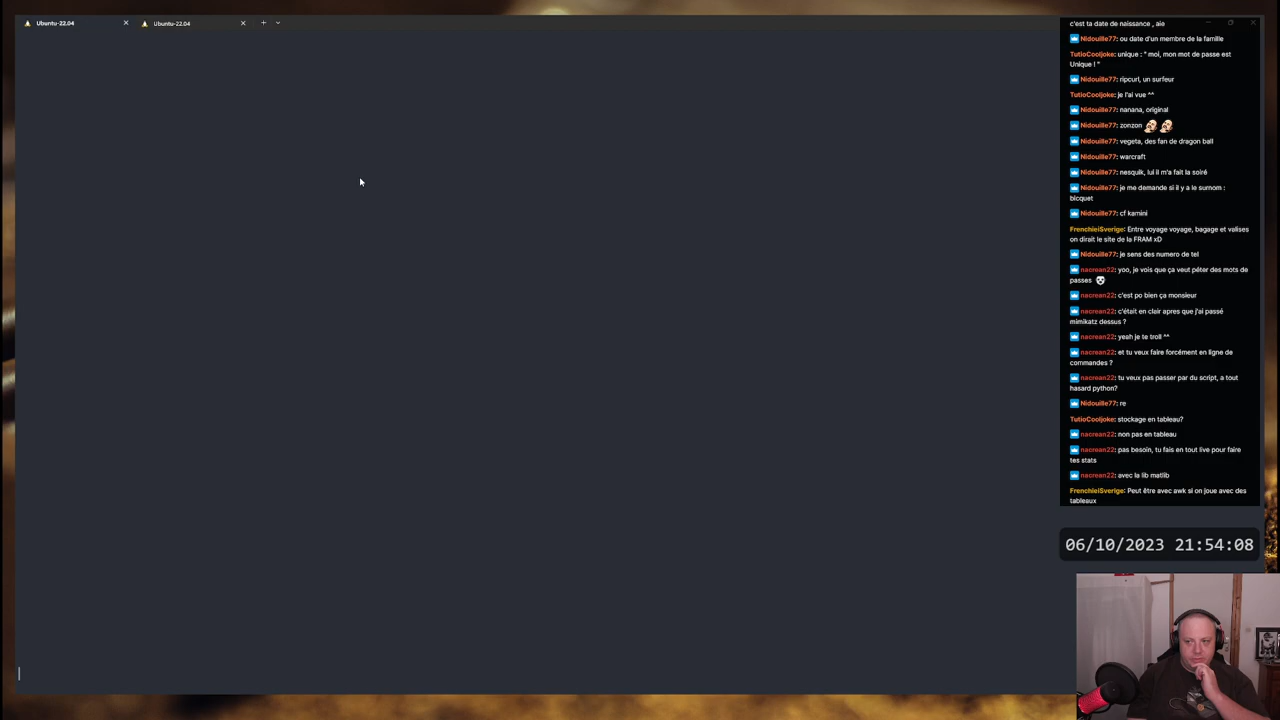 Ubuntu-22.04
Ubuntu-22.04
c'est ta date de naissance , aie
Nidouille77: ou date d'un membre de la famille
TutioCooljoke: unique : " moi, mon mot de passe est
Unique ! "
Nidouille77: ripcurl, un surfeur
TutioCooljoke: je l'ai vue ^^
Nidouille77: nanana, original
Nidouille77: zonzon
Nidouille77: vegeta, des fan de dragon ball
Nidouille77: warcraft
Nidouille77: nesquik, lui il m'a fait la soiré
Nidouille77: je me demande si il y a le surnom :
bicquet
Nidouille77: cf kamini
FrenchieiSverige: Entre voyage voyage, bagage et valises
on dirait le site de la FRAM xD
Nidouille77: je sens des numero de tel
nacrean22: yoo, je vois que ça veut péter des mots de
passes
nacrean22: c'est po bien ça monsieur
nacrean22: c'était en clair apres que j'ai passé
mimikatz dessus ?
nacrean22: yeah je te troll ^^
nacrean22: et tu veux faire forcément en ligne de
commandes ?
nacrean22: tu veux pas passer par du script, a tout
hasard python?
Nidouille77: re
TutioCooljoke: stockage en tableau?
nacrean22: non pas en tableau
nacrean22: pas besoin, tu fais en tout live pour faire
tes stats
nacrean22: avec la lib matlib
FrenchieiSverige: Peut être avec awk si on joue avec des
tableaux
06/10/2023 21:54:08